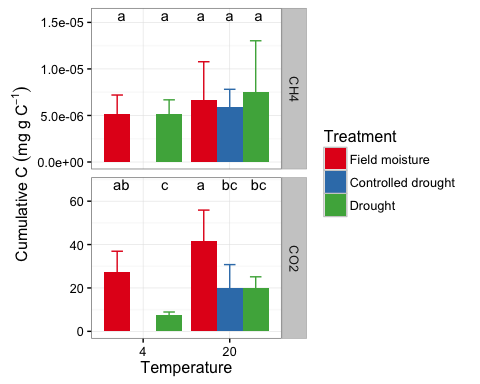 a a a a a
1.5e-05
1.0e-05
5.0e-06
0.0e+00
CH4
Cumulative C (mg g C⁻¹)
ab c a bc bc
60
40
20
0
CO2
4 20
Temperature
Treatment
Field moisture
Controlled drought
Drought